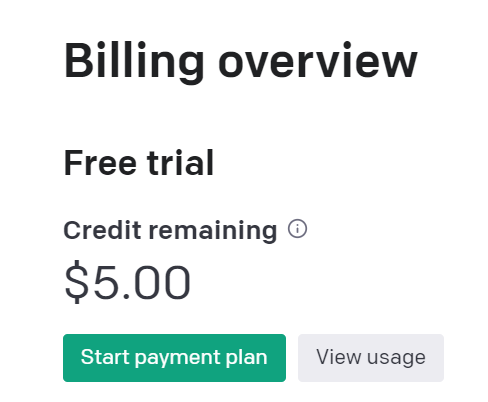 Billing overview
Free trial
Credit remaining
$5.00
Start payment plan
View usage